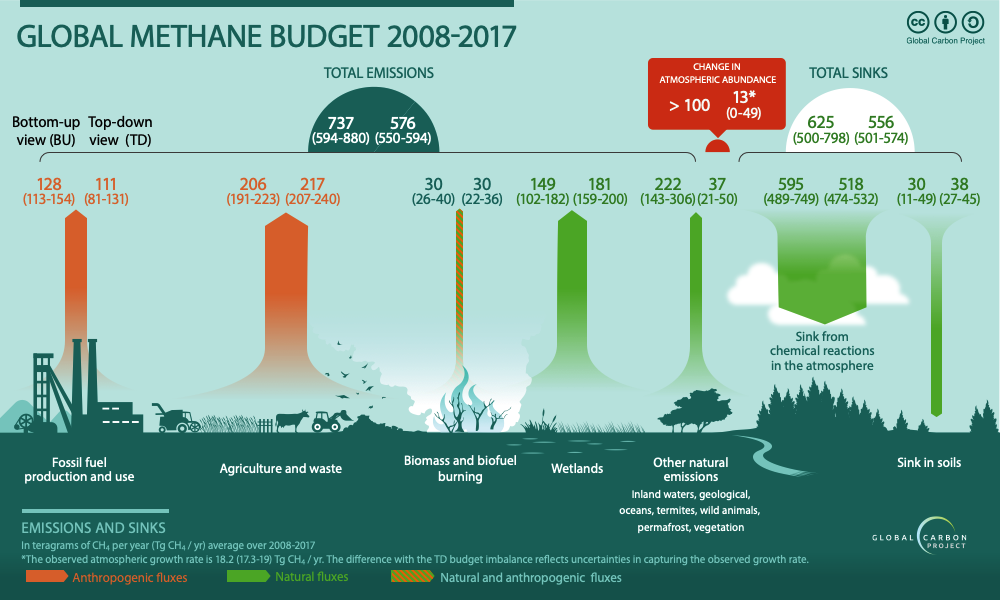 GLOBAL METHANE BUDGET 2008-2017
cc
Global Carbon Project
TOTAL EMISSIONS
CHANGE IN
ATMOSPHERIC ABUNDANCE
TOTAL SINKS
Bottom-up Top-down
view (BU) view (TD)
737 576
(594-880) (550-594)
> 100 13*
(0-49)
625 556
(500-798) (501-574)
128 111
(113-154) (81-131)
206 217
(191-223) (207-240)
30 30
(26-40) (22-36)
149 181
(102-182) (159-200)
222 37
(143-306) (21-50)
595 518
(489-749) (474-532)
30 38
(11-49) (27-45)
Sink from
chemical reactions
in the atmosphere
Fossil fuel
production and use
Agriculture and waste
Biomass and biofuel
burning
Wetlands
Other natural
emissions
Inland waters, geological,
oceans, termites, wild animals,
permafrost, vegetation
Sink in soils
EMISSIONS AND SINKS
In teragrams of CH₄ per year (Tg CH₄ / yr) average over 2008-2017
*The observed atmospheric growth rate is 18.2 (17.3-19) Tg CH₄ / yr. The difference with the TD budget imbalance reflects uncertainties in capturing the observed growth rate.
Anthropogenic fluxes
Natural fluxes
Natural and anthropogenic fluxes
GLOBAL CARBON
PROJECT